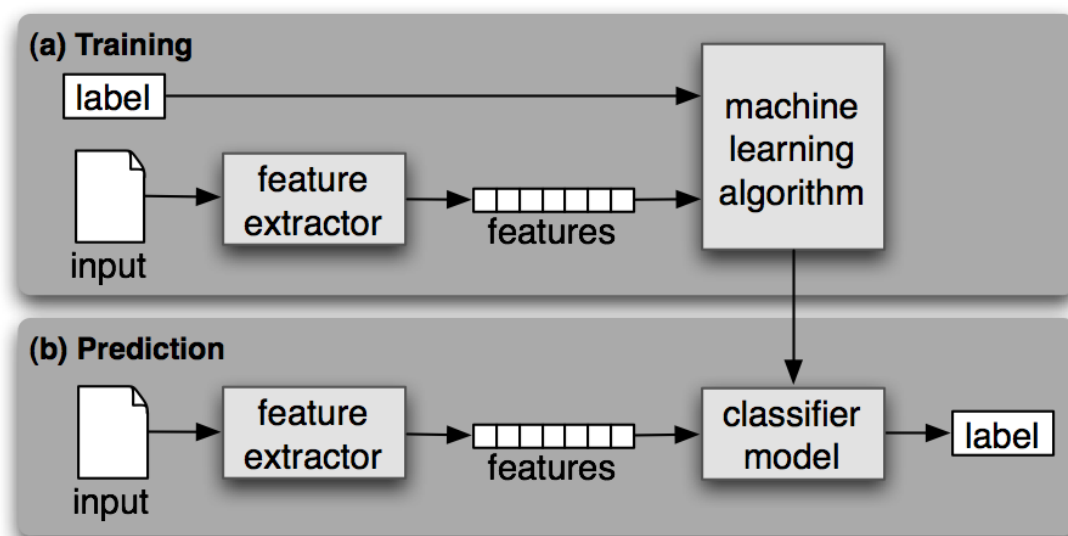 (a) Training
label
machine
learning
algorithm
feature
extractor
features
input
(b) Prediction
feature
extractor
features
classifier
model
label
input